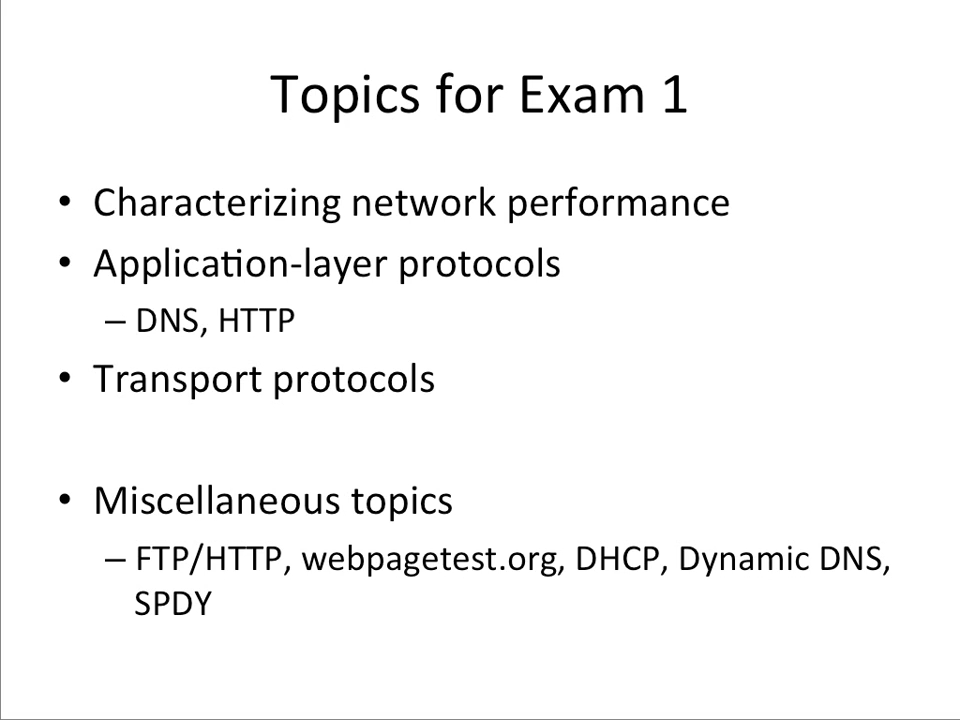 Topics for Exam 1
• Characterizing network performance
• Application-layer protocols
– DNS, HTTP
• Transport protocols
• Miscellaneous topics
– FTP/HTTP, webpagetest.org, DHCP, Dynamic DNS,
SPDY